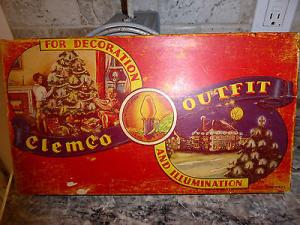 FOR DECORATION
Clemco
OUTFIT
AND ILLUMINATION